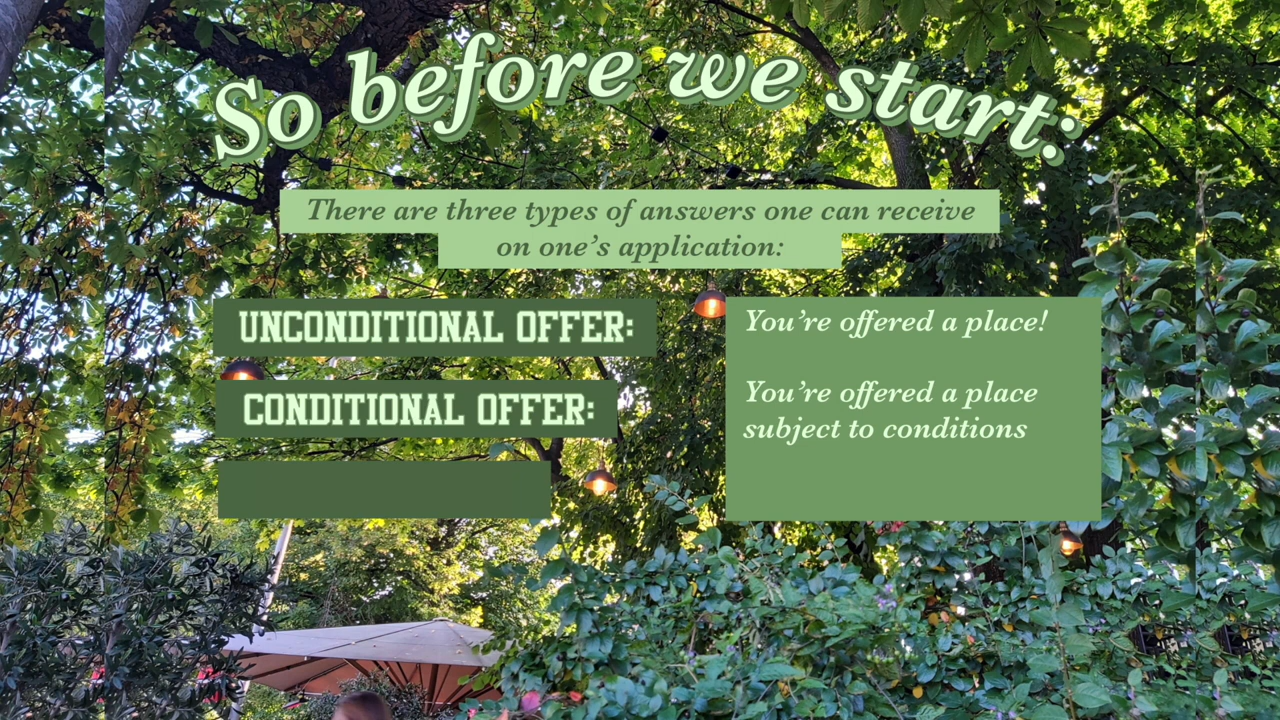 So before we start:
There are three types of answers one can receive
on one’s application:
UNCONDITIONAL OFFER:
You’re offered a place!
CONDITIONAL OFFER:
You’re offered a place
subject to conditions